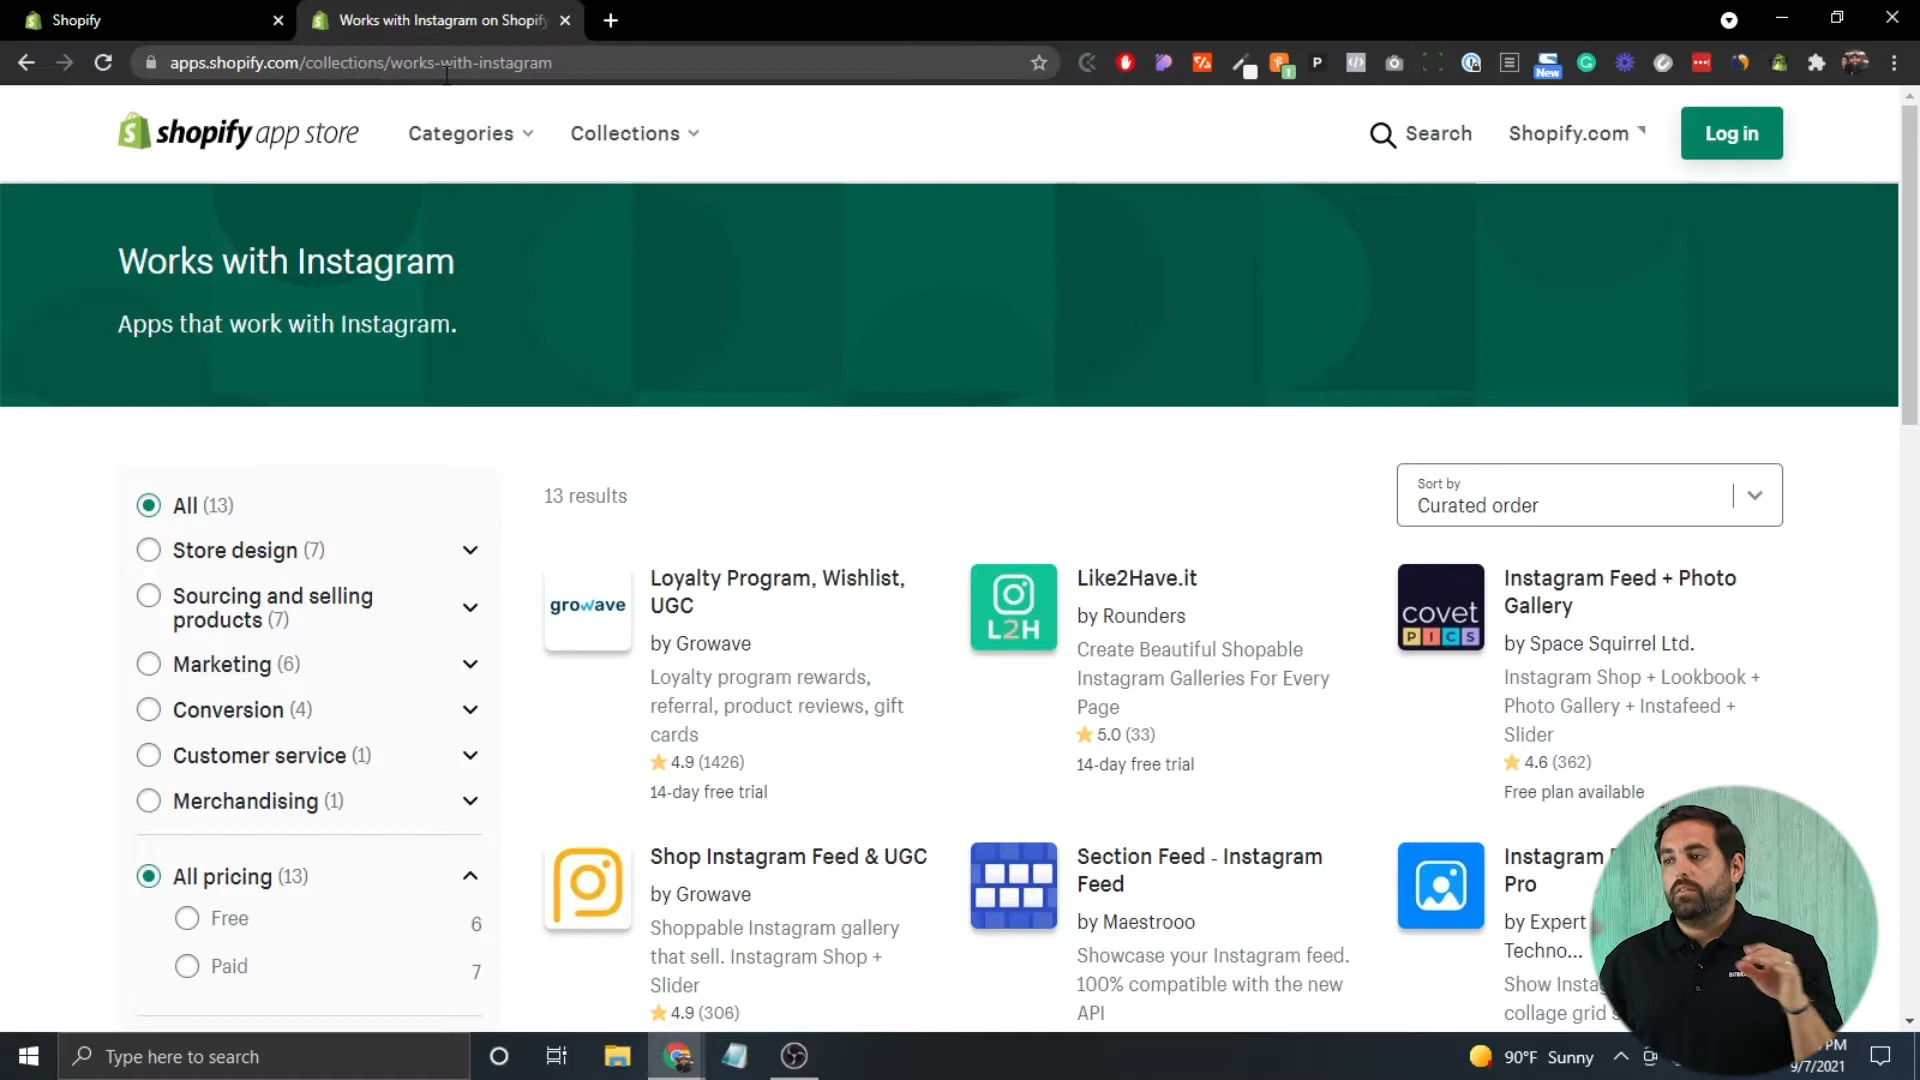 Shopify
Works with Instagram on Shopify
apps.shopify.com/collections/works-with-instagram
1
P
New
shopify app store
Categories
Collections
Search
Shopify.com
Log in
Works with Instagram
Apps that work with Instagram.
All (13)
Store design (7)
Sourcing and selling
products (7)
Marketing (6)
Conversion (4)
Customer service (1)
Merchandising (1)
All pricing (13)
Free 6
Paid 7
13 results
Sort by
Curated order
growave
Loyalty Program, Wishlist,
UGC
by Growave
Loyalty program rewards,
referral, product reviews, gift
cards
4.9 (1426)
14-day free trial
L2H
Like2Have.it
by Rounders
Create Beautiful Shopable
Instagram Galleries For Every
Page
5.0 (33)
14-day free trial
covet
PICS
Instagram Feed + Photo
Gallery
by Space Squirrel Ltd.
Instagram Shop + Lookbook +
Photo Gallery + Instafeed +
Slider
4.6 (362)
Free plan available
Shop Instagram Feed & UGC
by Growave
Shoppable Instagram gallery
that sell. Instagram Shop +
Slider
4.9 (306)
Section Feed - Instagram
Feed
by Maestrooo
Showcase your Instagram feed.
100% compatible with the new
API
Instagram
Pro
by Expert
Techno...
Show Insta
collage grid
Type here to search
90°F Sunny
PM
9/7/2021